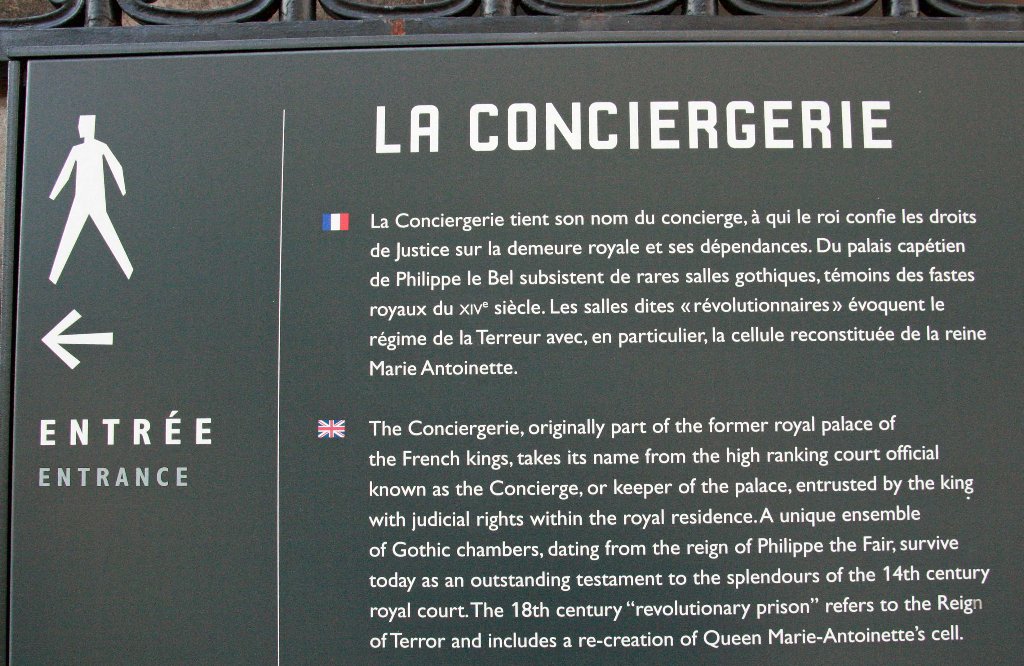 LA CONCIERGERIE
La Conciergerie tient son nom du concierge, à qui le roi confie les droits
de Justice sur la demeure royale et ses dépendances. Du palais capétien
de Philippe le Bel subsistent de rares salles gothiques, témoins des fastes
royaux du XIVe siècle. Les salles dites « révolutionnaires » évoquent le
régime de la Terreur avec, en particulier, la cellule reconstituée de la reine
Marie Antoinette.
ENTRÉE
ENTRANCE
The Conciergerie, originally part of the former royal palace of
the French kings, takes its name from the high ranking court official
known as the Concierge, or keeper of the palace, entrusted by the king
with judicial rights within the royal residence. A unique ensemble
of Gothic chambers, dating from the reign of Philippe the Fair, survive
today as an outstanding testament to the splendours of the 14th century
royal court. The 18th century “revolutionary prison” refers to the Reign
of Terror and includes a re-creation of Queen Marie-Antoinette’s cell.